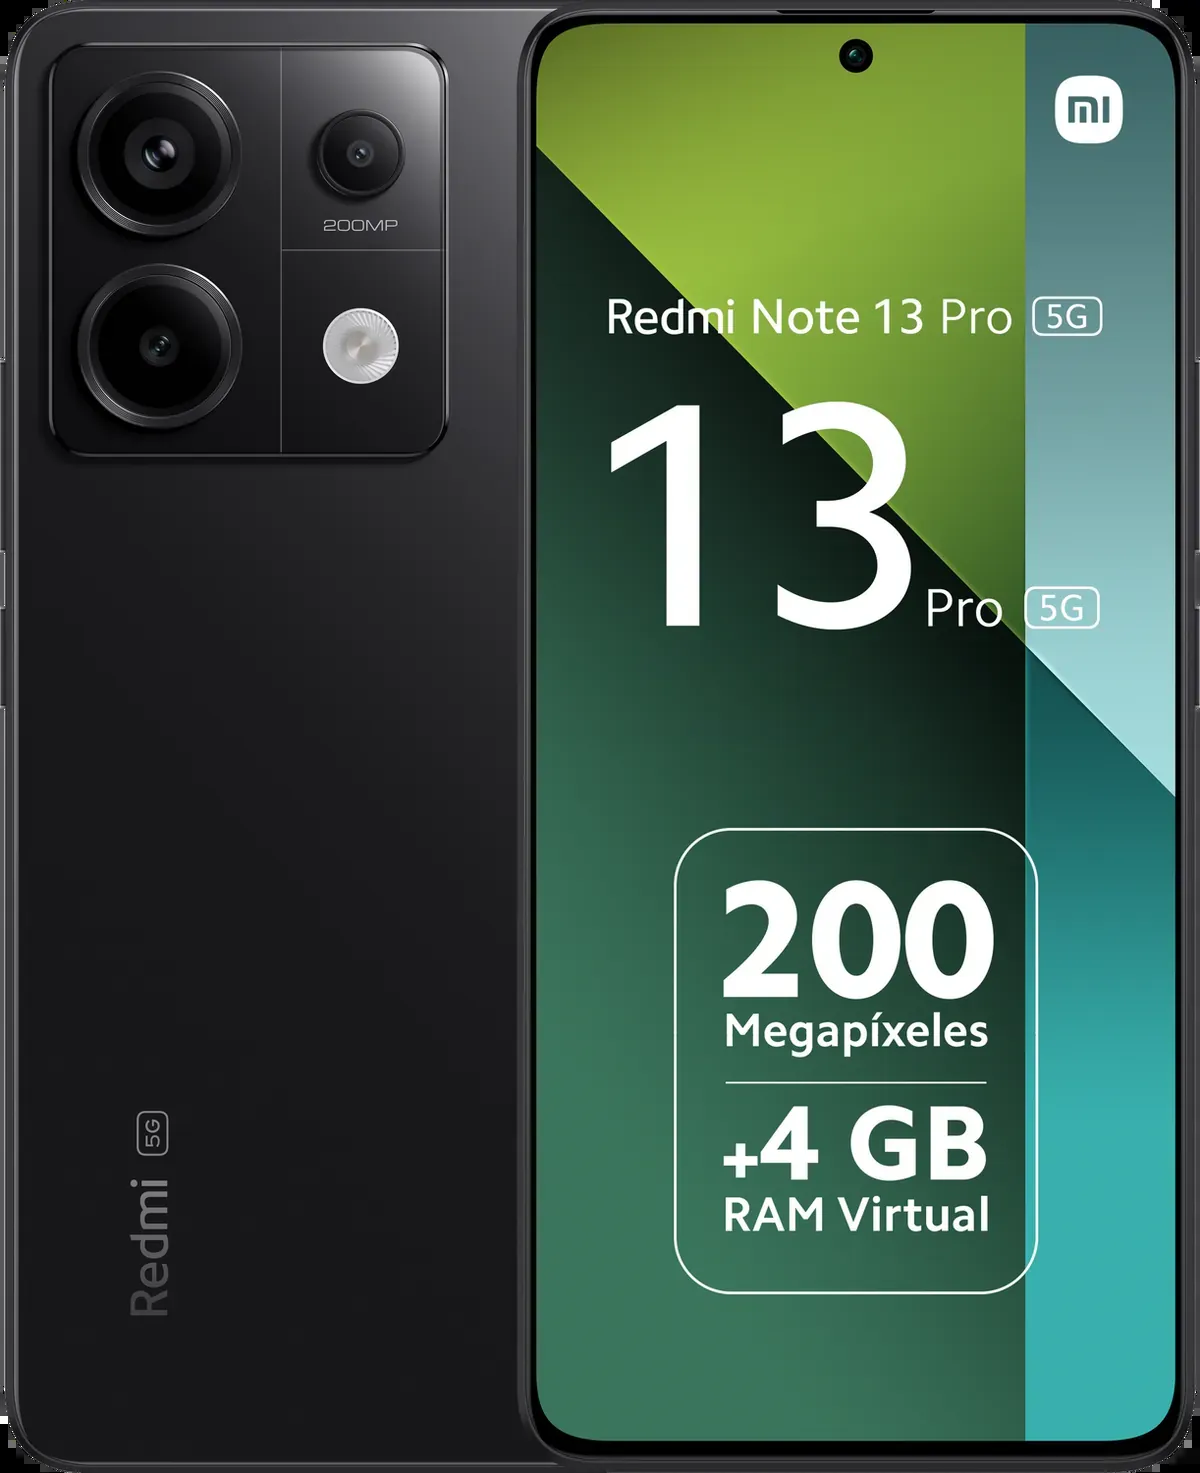 200MP
Redmi 5G
mi
Redmi Note 13 Pro 5G
13 Pro 5G
200
Megapíxeles
+4 GB
RAM Virtual